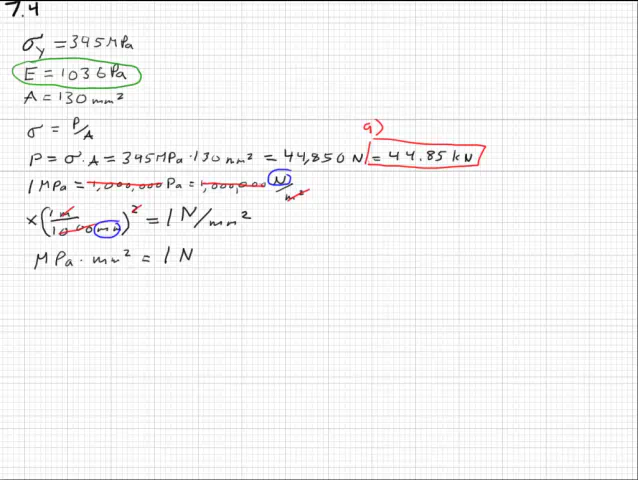 7.4
σy = 345 MPa
E = 103 GPa
A = 130 mm²
σ = P/A
a)
P = σ·A = 345 MPa · 130 mm² = 44,850 N = 44.85 kN
1 MPa = 1,000,000 Pa = 1,000,000 N/m²
× (1m/1000 mm)² = 1 N/mm²
MPa · mm² = 1 N